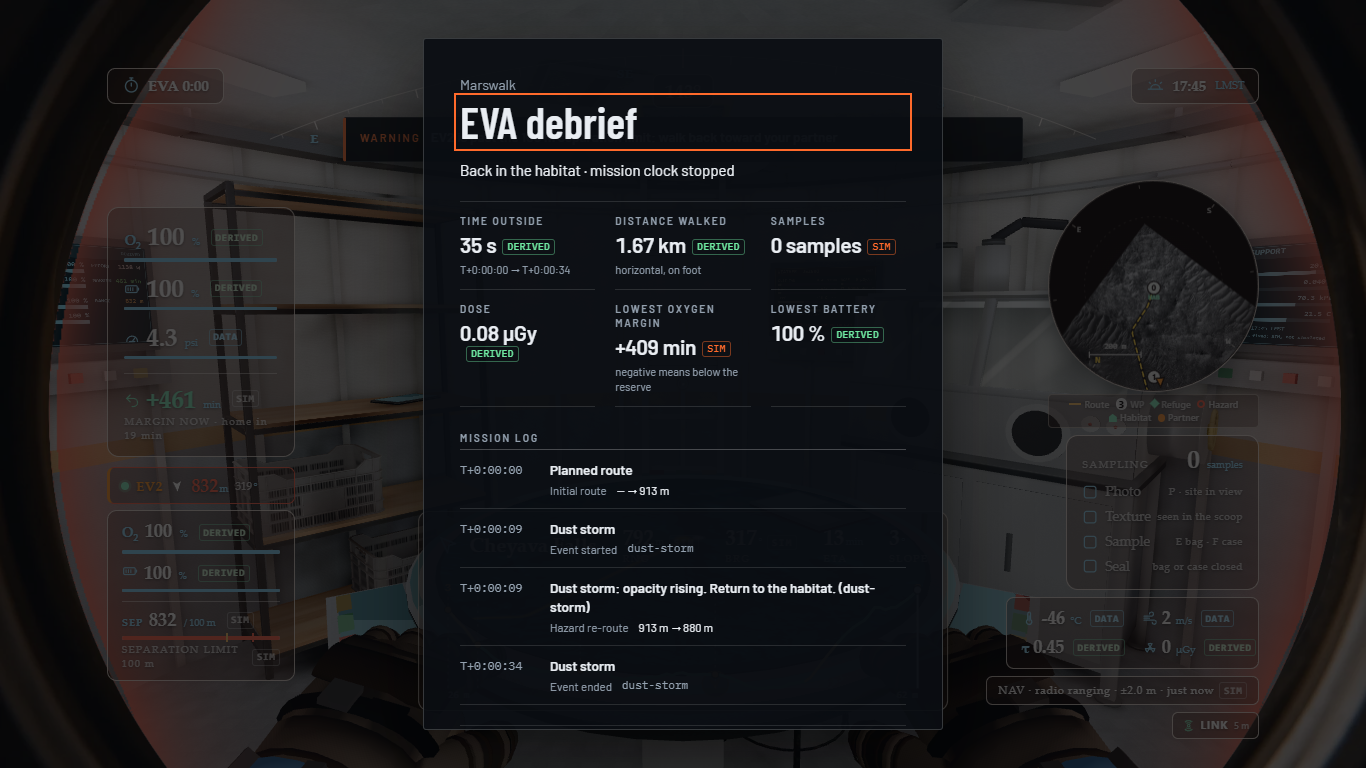 EVA 0:00
17:45 LMST
E
WARNING
Marswalk
EVA debrief
Back in the habitat · mission clock stopped
TIME OUTSIDE
35 s DERIVED
T+0:00:00 → T+0:00:34
DISTANCE WALKED
1.67 km DERIVED
horizontal, on foot
SAMPLES
0 samples SIM
DOSE
0.08 µGy
DERIVED
LOWEST OXYGEN
MARGIN
+409 min SIM
negative means below the
reserve
LOWEST BATTERY
100 % DERIVED
MISSION LOG
T+0:00:00 Planned route
Initial route — → 913 m
T+0:00:09 Dust storm
Event started dust-storm
T+0:00:09 Dust storm: opacity rising. Return to the habitat. (dust-
storm)
Hazard re-route 913 m → 880 m
T+0:00:34 Dust storm
Event ended dust-storm
O2 100 % DERIVED
100 % DERIVED
4.3 psi DATA
+461 min SIM
MARGIN NOW · home in
19 min
EV2 832m 319°
O2 100 % DERIVED
100 % DERIVED
SEP 832 / 100 m SIM
SEPARATION LIMIT
100 m SIM
S
N
200 m
1
Route 3 WP Refuge Hazard
Habitat Partner
SAMPLING 0 samples
Photo P · site in view
Texture seen in the scoop
Sample E bag · F case
Seal bag or case closed
-46 °C DATA 2 m/s DATA
τ 0.45 DERIVED 0 µGy DERIVED
NAV · radio ranging · ±2.0 m · just now SIM
LINK 5 m